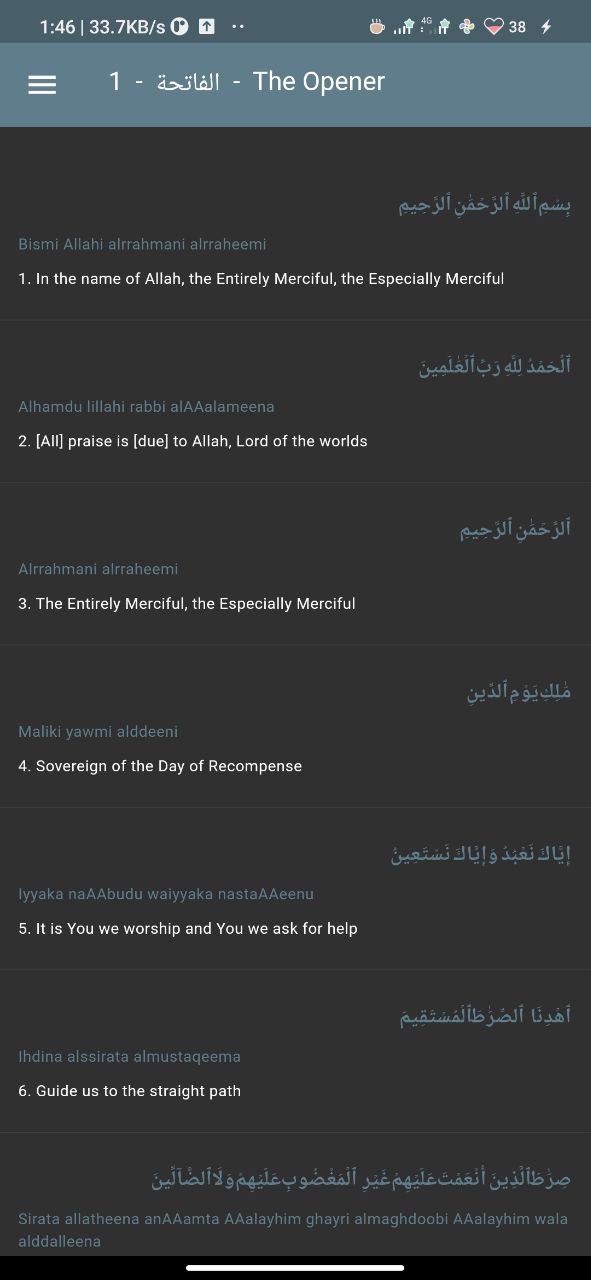 1:46 | 33.7KB/s
4G
38
1 - الفاتحة - The Opener
بِسْمِ ٱللَّهِ ٱلرَّحْمَٰنِ ٱلرَّحِيمِ
Bismi Allahi alrrahmani alrraheemi
1. In the name of Allah, the Entirely Merciful, the Especially Merciful
ٱلْحَمْدُ لِلَّهِ رَبِّ ٱلْعَٰلَمِينَ
Alhamdu lillahi rabbi alAAalameena
2. [All] praise is [due] to Allah, Lord of the worlds
ٱلرَّحْمَٰنِ ٱلرَّحِيمِ
Alrrahmani alrraheemi
3. The Entirely Merciful, the Especially Merciful
مَٰلِكِ يَوْمِ ٱلدِّينِ
Maliki yawmi alddeeni
4. Sovereign of the Day of Recompense
إِيَّاكَ نَعْبُدُ وَإِيَّاكَ نَسْتَعِينُ
Iyyaka naAAbudu waiyyaka nastaAAeenu
5. It is You we worship and You we ask for help
ٱهْدِنَا ٱلصِّرَٰطَ ٱلْمُسْتَقِيمَ
Ihdina alssirata almustaqeema
6. Guide us to the straight path
صِرَٰطَ ٱلَّذِينَ أَنْعَمْتَ عَلَيْهِمْ غَيْرِ ٱلْمَغْضُوبِ عَلَيْهِمْ وَلَا ٱلضَّآلِّينَ
Sirata allatheena anAAamta AAalayhim ghayri almaghdoobi AAalayhim wala
alddalleena